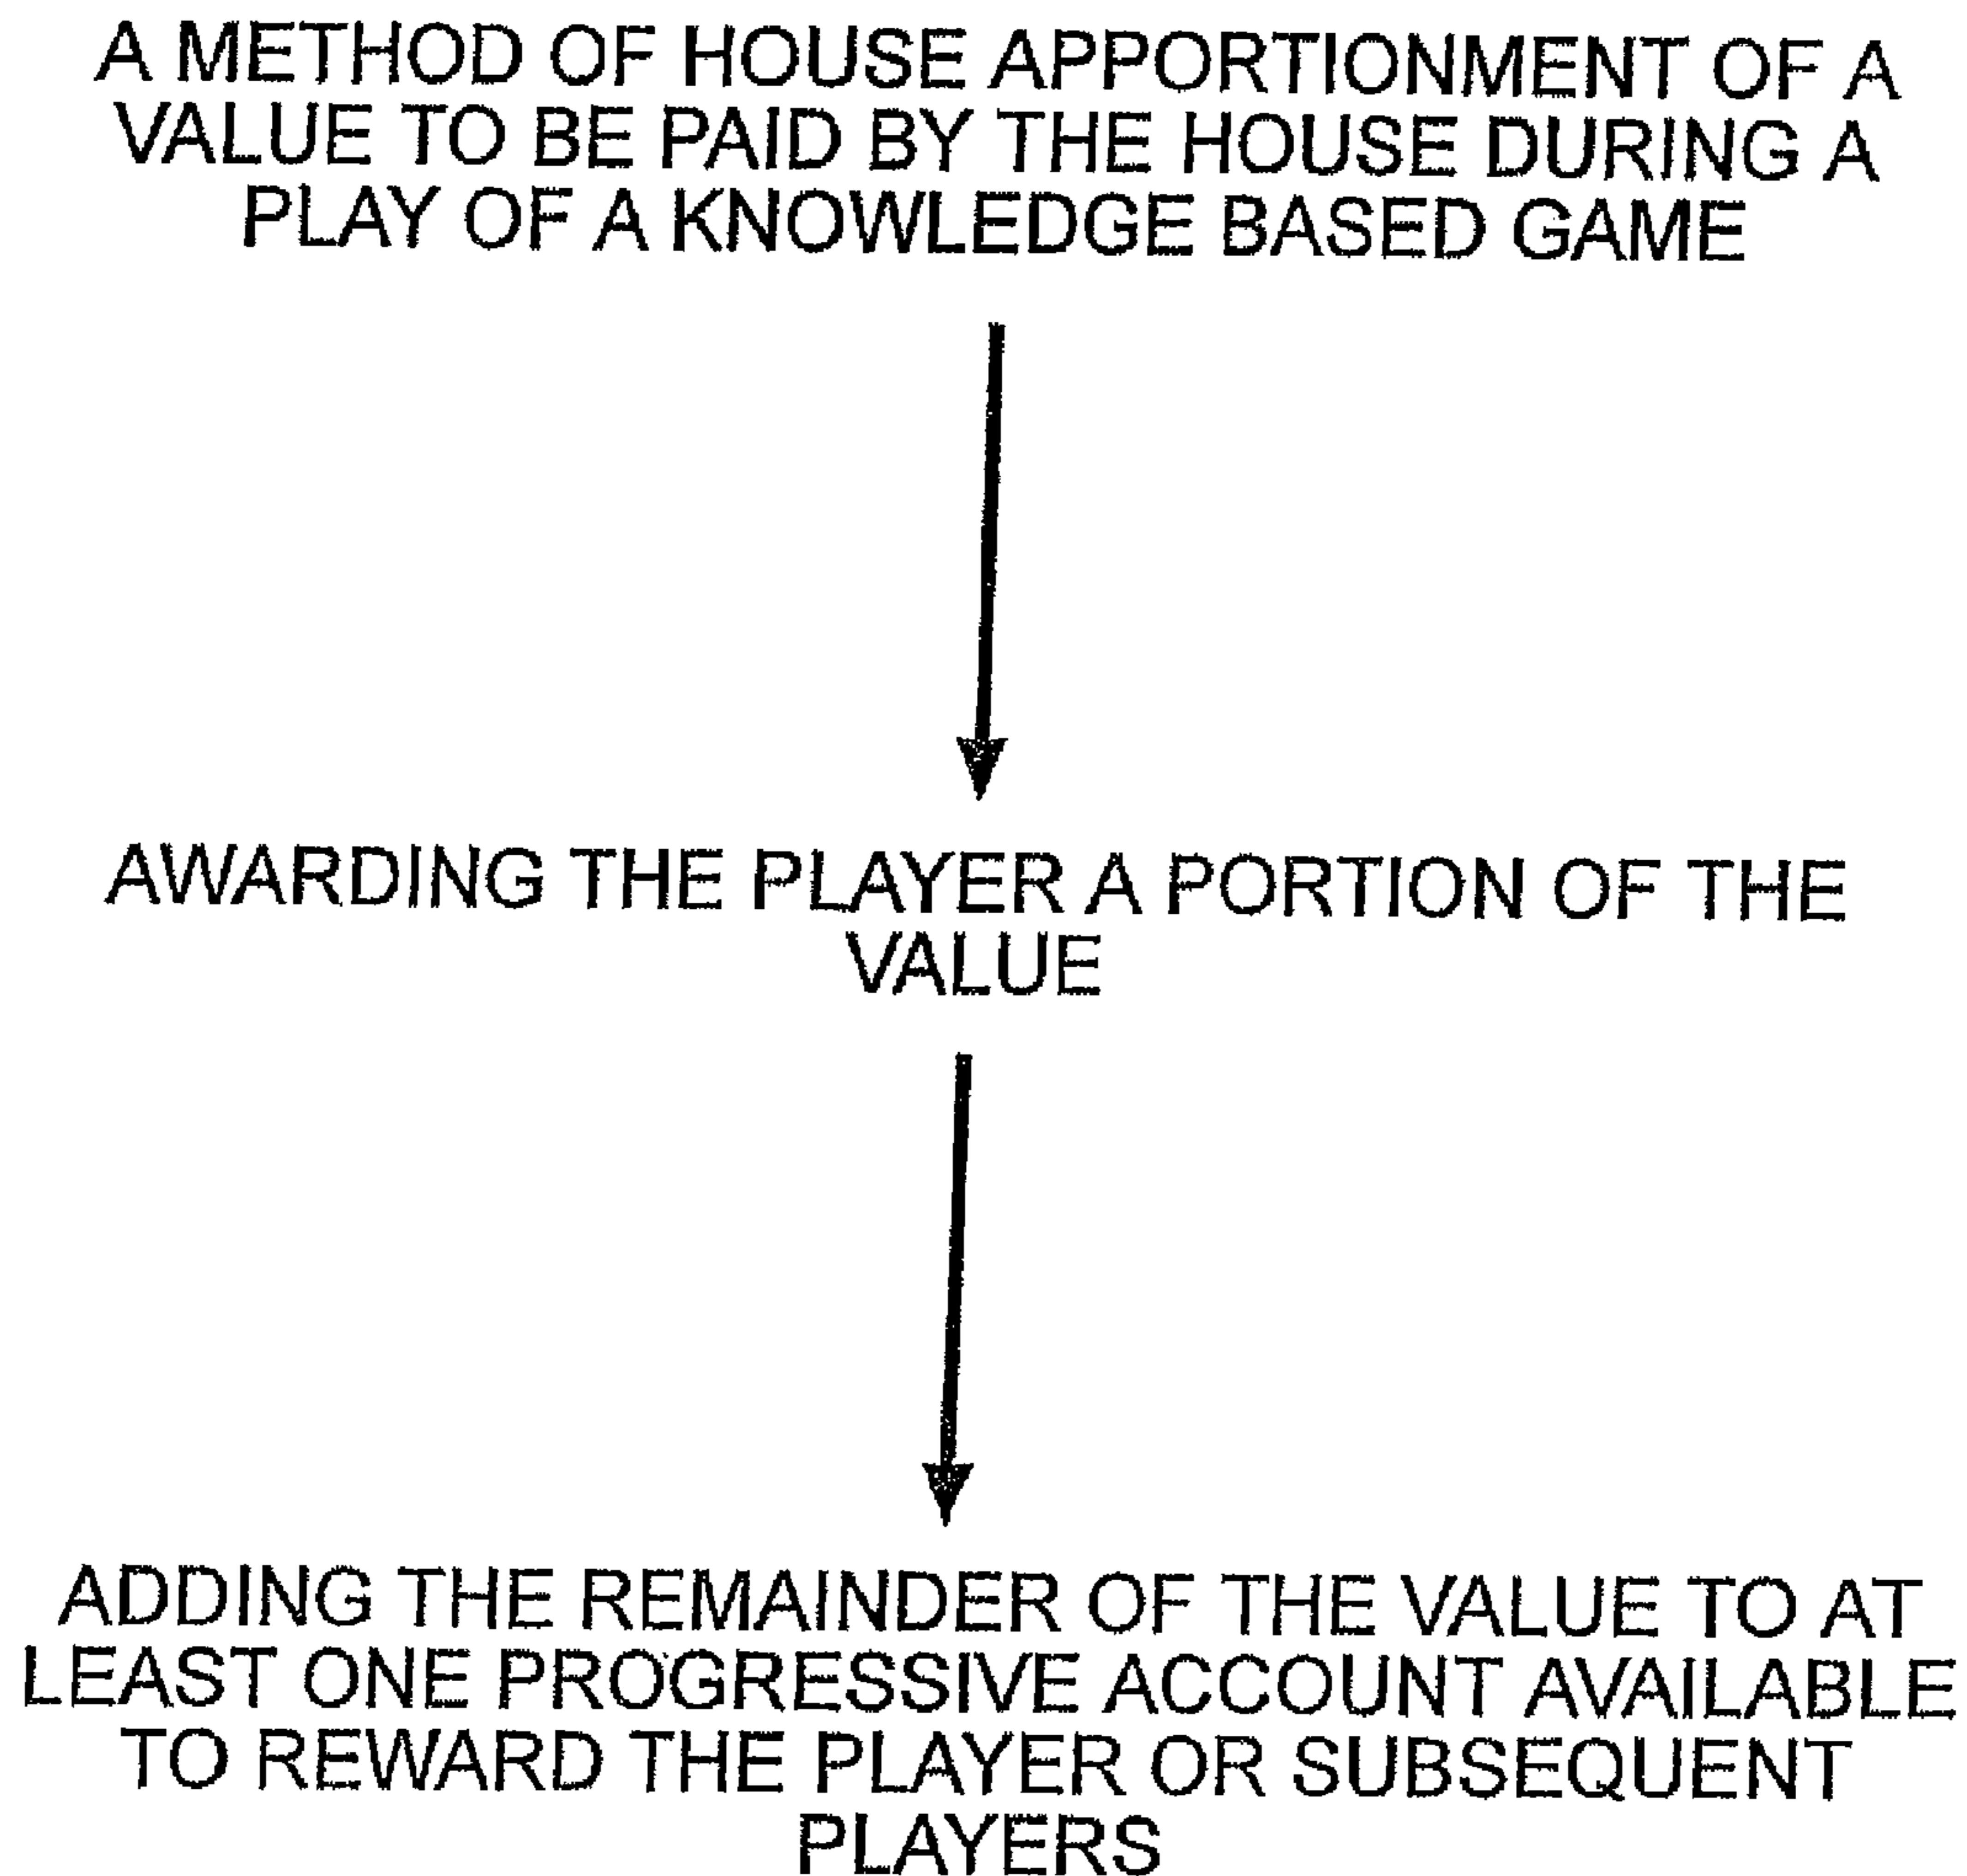 A METHOD OF HOUSE APPORTIONMENT OF A
VALUE TO BE PAID BY THE HOUSE DURING A
PLAY OF A KNOWLEDGE BASED GAME
AWARDING THE PLAYER A PORTION OF THE
VALUE
ADDING THE REMAINDER OF THE VALUE TO AT
LEAST ONE PROGRESSIVE ACCOUNT AVAILABLE
TO REWARD THE PLAYER OR SUBSEQUENT
PLAYERS